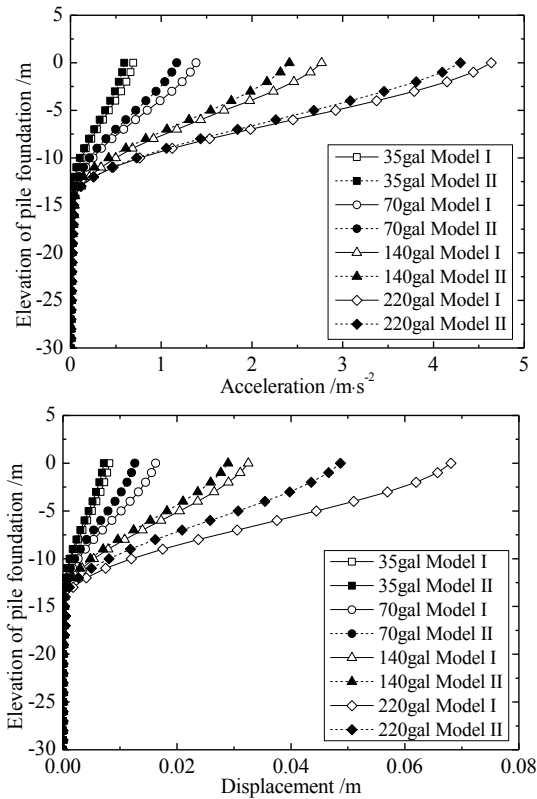 Elevation of pile foundation /m
5
0
-5
-10
-15
-20
-25
-30
35gal Model I
35gal Model II
70gal Model I
70gal Model II
140gal Model I
140gal Model II
220gal Model I
220gal Model II
0 1 2 3 4 5
Acceleration /m·s⁻²
Elevation of pile foundation /m
5
0
-5
-10
-15
-20
-25
-30
35gal Model I
35gal Model II
70gal Model I
70gal Model II
140gal Model I
140gal Model II
220gal Model I
220gal Model II
0.00 0.02 0.04 0.06 0.08
Displacement /m